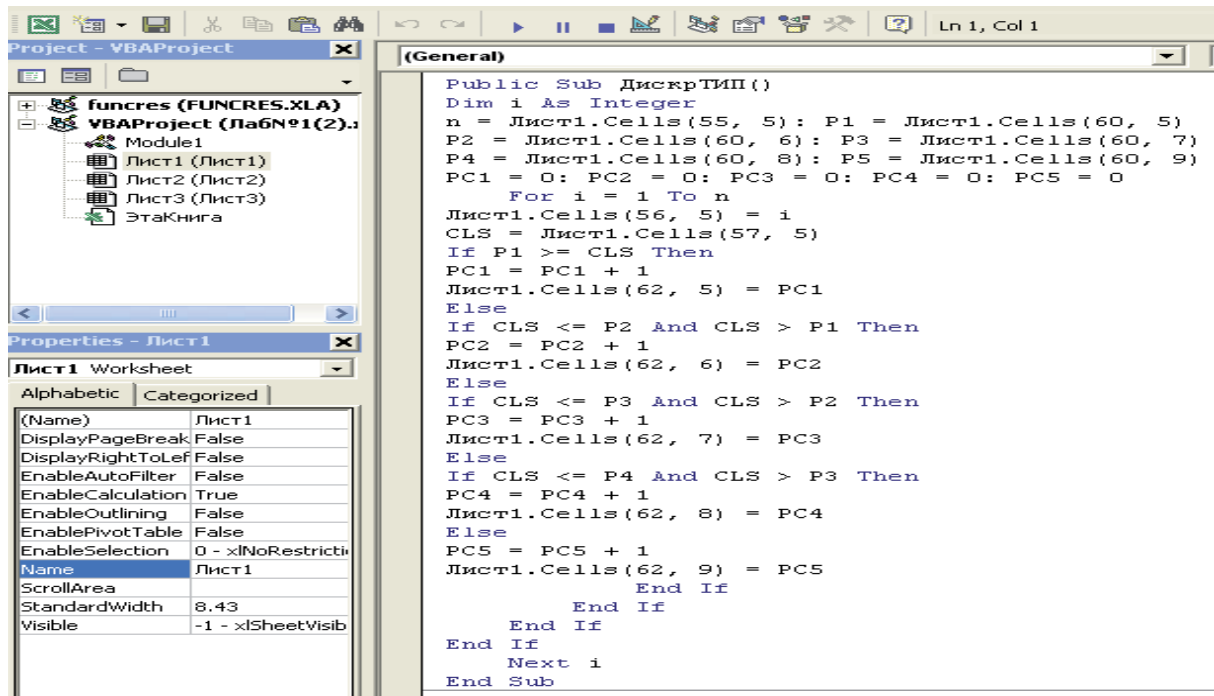 Ln 1, Col 1
Project - VBAProject
funcres (FUNCRES.XLA)
VBAProject (Лаб№1(2).
Module1
Лист1 (Лист1)
Лист2 (Лист2)
Лист3 (Лист3)
ЭтаКнига
Properties - Лист1
Лист1 Worksheet
Alphabetic Categorized
(Name) Лист1
DisplayPageBreak False
DisplayRightToLef False
EnableAutoFilter False
EnableCalculation True
EnableOutlining False
EnablePivotTable False
EnableSelection 0 - xlNoRestricti
Name Лист1
ScrollArea
StandardWidth 8.43
Visible -1 - xlSheetVisib
(General)
Public Sub ДискрТИП()
Dim i As Integer
n = Лист1.Cells(55, 5): P1 = Лист1.Cells(60, 5)
P2 = Лист1.Cells(60, 6): P3 = Лист1.Cells(60, 7)
P4 = Лист1.Cells(60, 8): P5 = Лист1.Cells(60, 9)
PC1 = 0: PC2 = 0: PC3 = 0: PC4 = 0: PC5 = 0
For i = 1 To n
Лист1.Cells(56, 5) = i
CLS = Лист1.Cells(57, 5)
If P1 >= CLS Then
PC1 = PC1 + 1
Лист1.Cells(62, 5) = PC1
Else
If CLS <= P2 And CLS > P1 Then
PC2 = PC2 + 1
Лист1.Cells(62, 6) = PC2
Else
If CLS <= P3 And CLS > P2 Then
PC3 = PC3 + 1
Лист1.Cells(62, 7) = PC3
Else
If CLS <= P4 And CLS > P3 Then
PC4 = PC4 + 1
Лист1.Cells(62, 8) = PC4
Else
PC5 = PC5 + 1
Лист1.Cells(62, 9) = PC5
End If
End If
End If
End If
Next i
End Sub